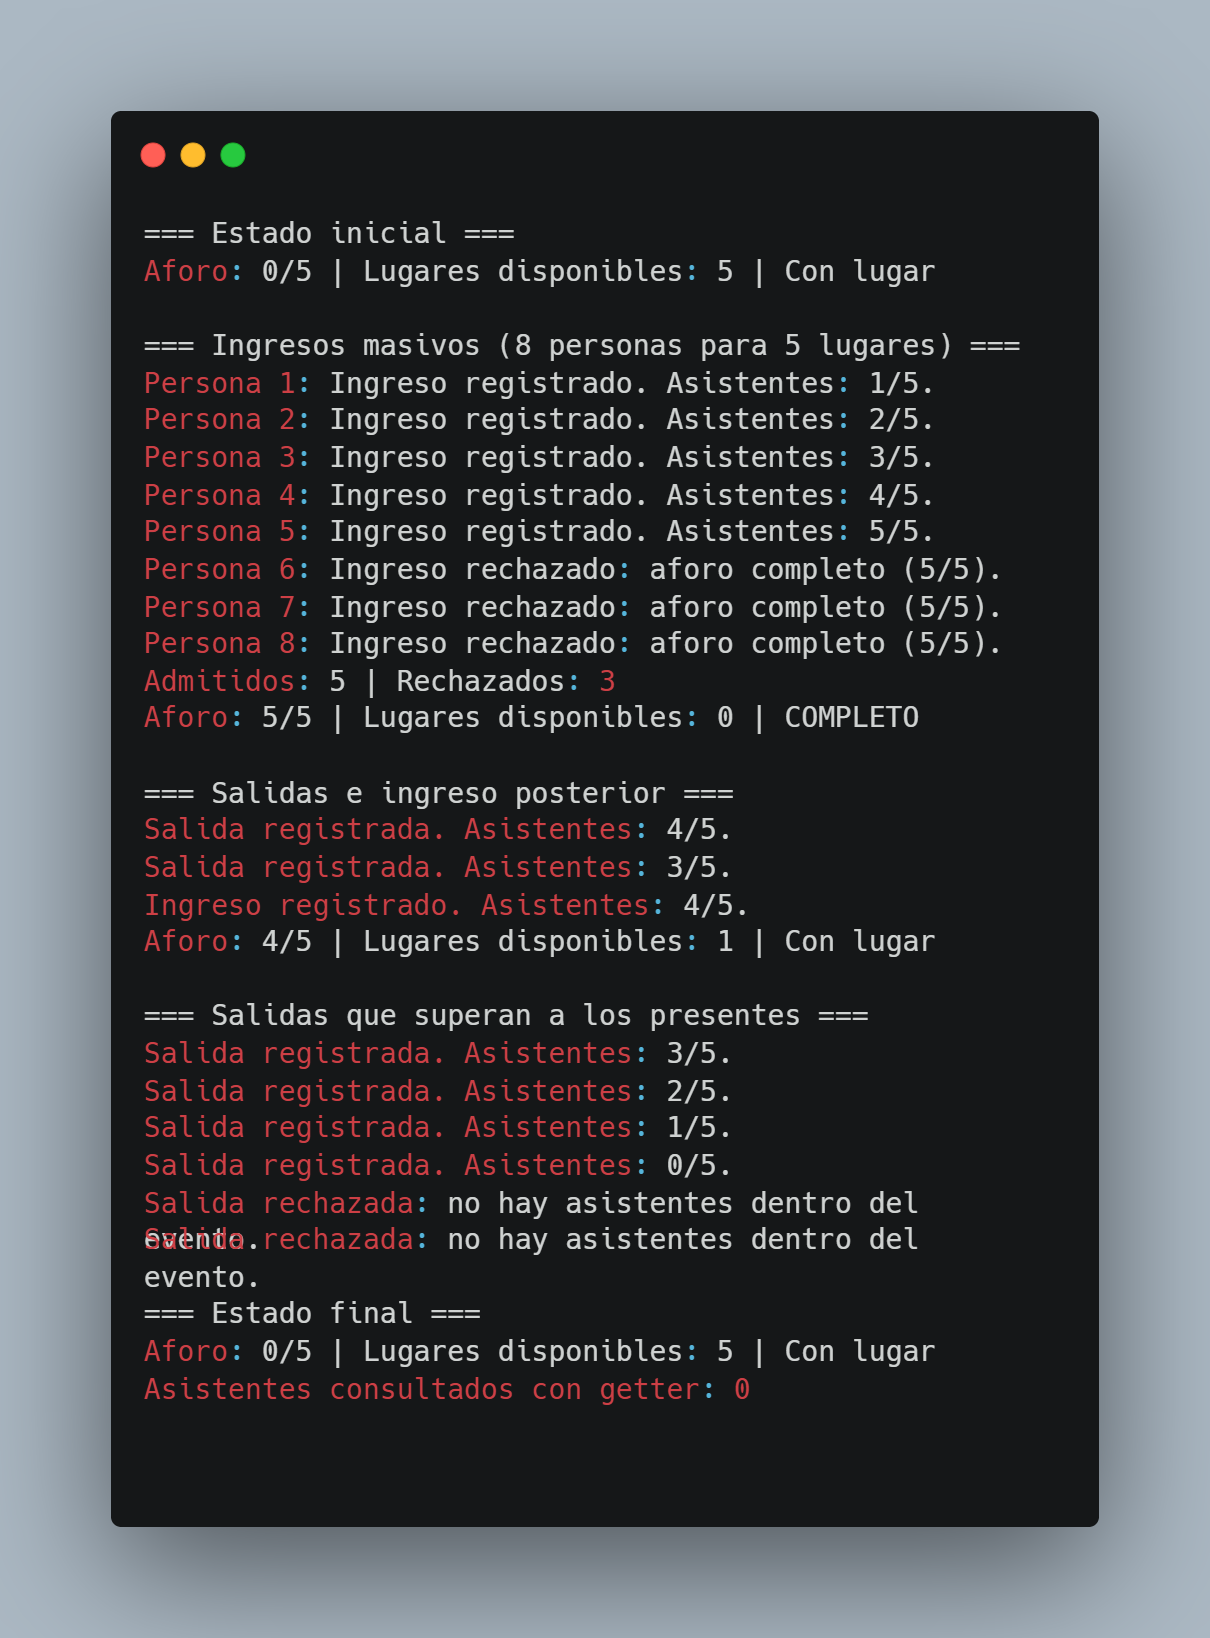 === Estado inicial ===
Aforo: 0/5 | Lugares disponibles: 5 | Con lugar
=== Ingresos masivos (8 personas para 5 lugares) ===
Persona 1: Ingreso registrado. Asistentes: 1/5.
Persona 2: Ingreso registrado. Asistentes: 2/5.
Persona 3: Ingreso registrado. Asistentes: 3/5.
Persona 4: Ingreso registrado. Asistentes: 4/5.
Persona 5: Ingreso registrado. Asistentes: 5/5.
Persona 6: Ingreso rechazado: aforo completo (5/5).
Persona 7: Ingreso rechazado: aforo completo (5/5).
Persona 8: Ingreso rechazado: aforo completo (5/5).
Admitidos: 5 | Rechazados: 3
Aforo: 5/5 | Lugares disponibles: 0 | COMPLETO
=== Salidas e ingreso posterior ===
Salida registrada. Asistentes: 4/5.
Salida registrada. Asistentes: 3/5.
Ingreso registrado. Asistentes: 4/5.
Aforo: 4/5 | Lugares disponibles: 1 | Con lugar
=== Salidas que superan a los presentes ===
Salida registrada. Asistentes: 3/5.
Salida registrada. Asistentes: 2/5.
Salida registrada. Asistentes: 1/5.
Salida registrada. Asistentes: 0/5.
Salida rechazada: no hay asistentes dentro del
evento.
Salida rechazada: no hay asistentes dentro del
evento.
=== Estado final ===
Aforo: 0/5 | Lugares disponibles: 5 | Con lugar
Asistentes consultados con getter: 0